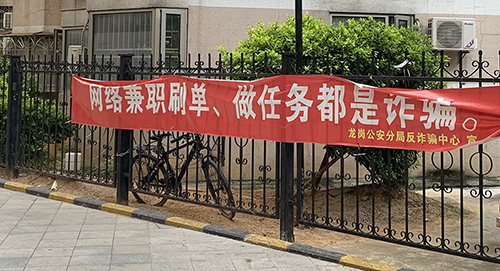 网络兼职刷单、做任务都是诈骗。
龙岗公安分局反诈骗中心 宣